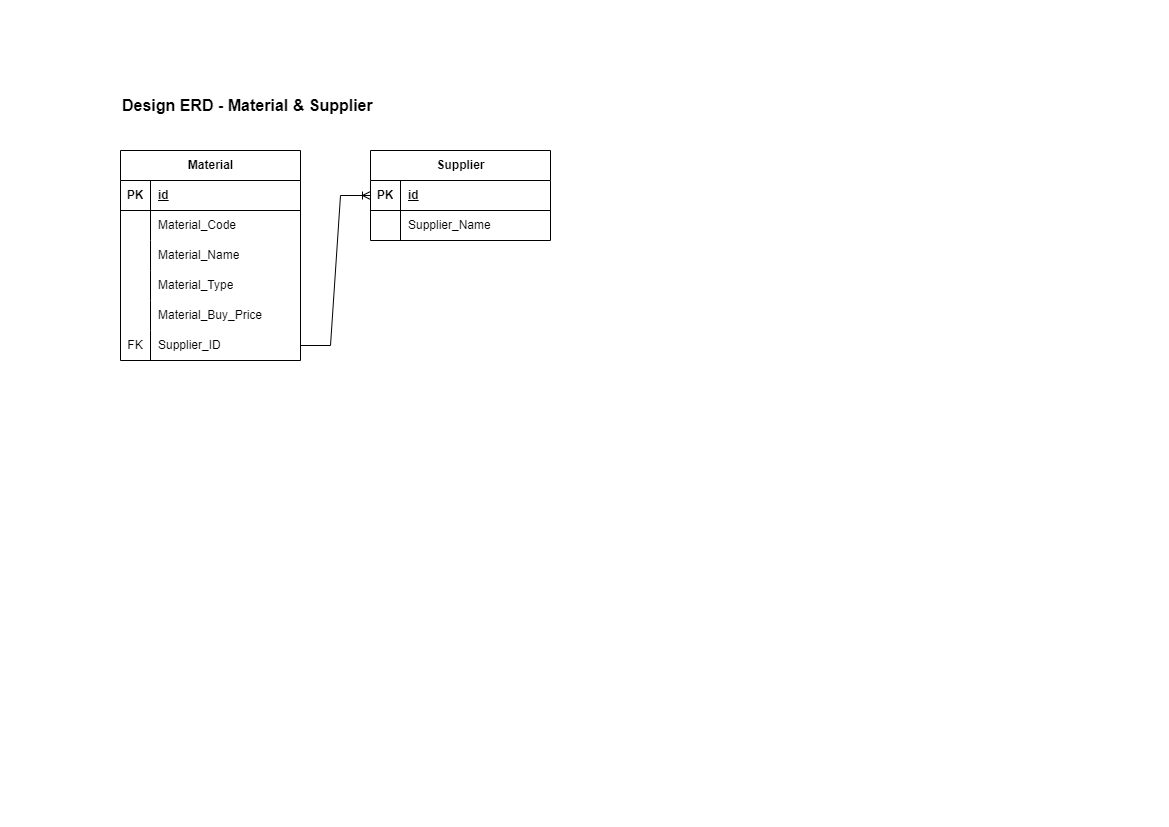 Design ERD - Material & Supplier
Material
PK id
Material_Code
Material_Name
Material_Type
Material_Buy_Price
FK Supplier_ID
Supplier
PK id
Supplier_Name